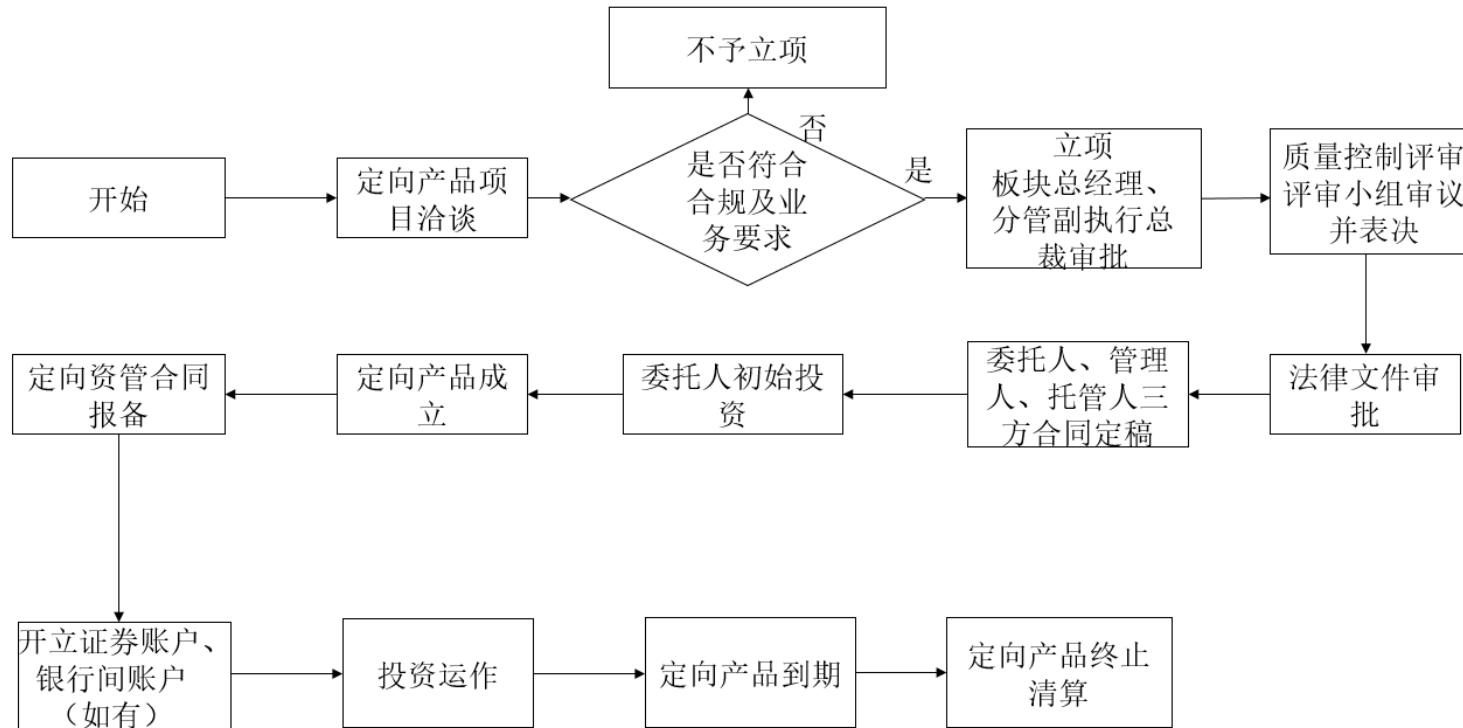 不予立项
否
开始
定向产品项
目洽谈
是否符合
合规及业
务要求
是
立项
板块总经理、
分管副执行总
裁审批
质量控制评审
评审小组审议
并表决
定向资管合同
报备
定向产品成
立
委托人初始投
资
委托人、管理
人、托管人三
方合同定稿
法律文件审
批
开立证券账户、
银行间账户
（如有）
投资运作
定向产品到期
定向产品终止
清算